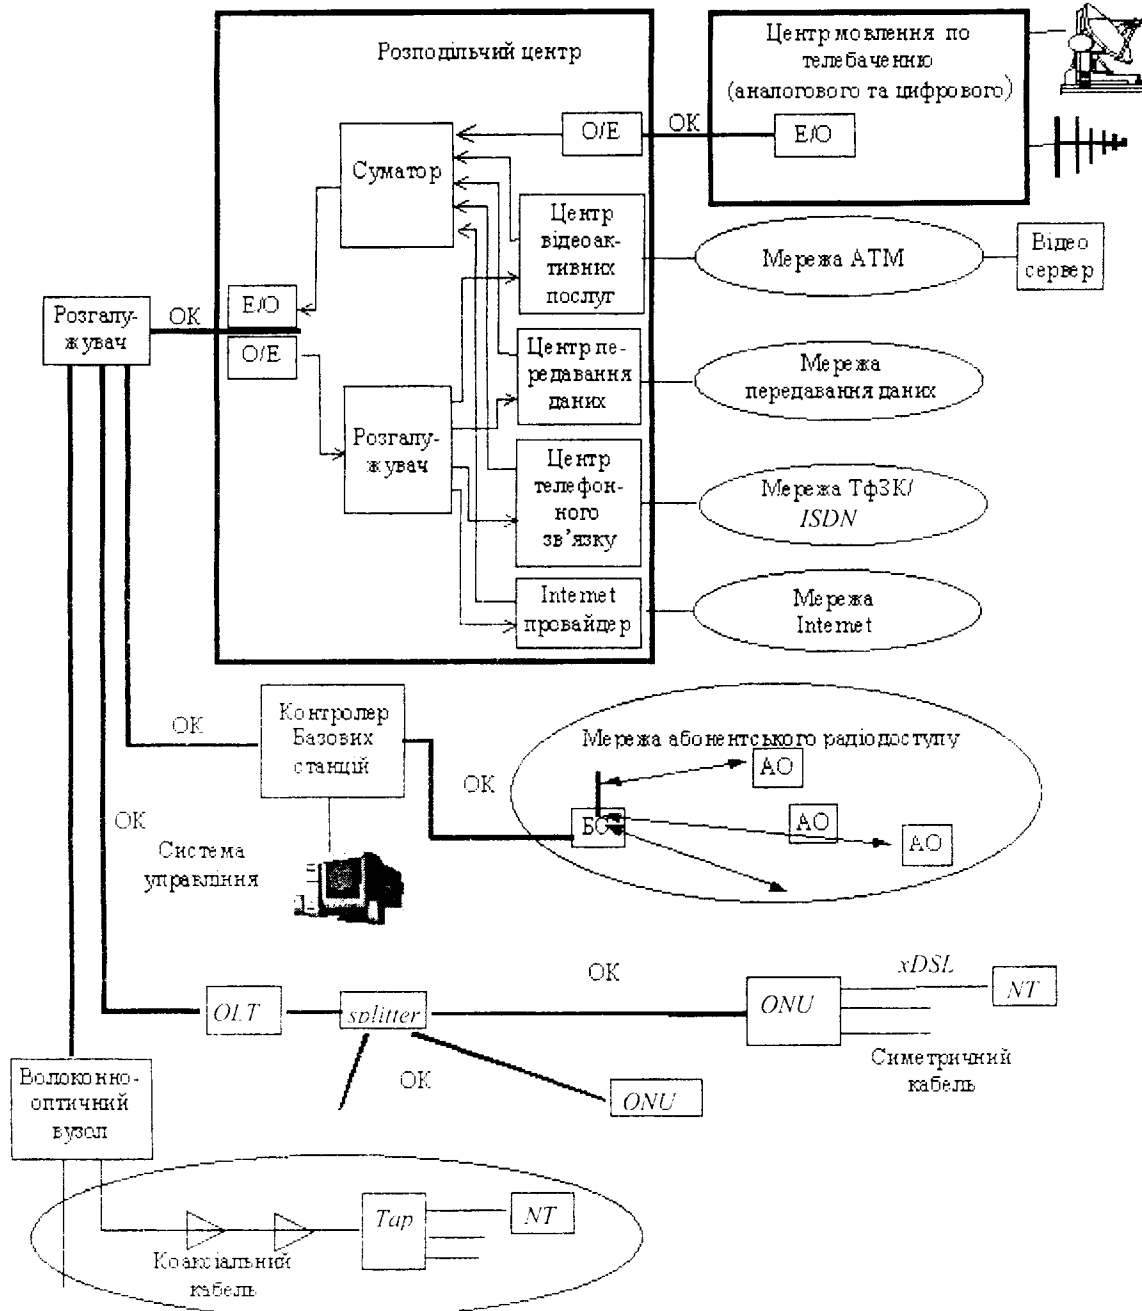 Розподільчий центр
Центр мовлення по
телебаченню
(аналогового та цифрового)
О/Е
ОК
Е/О
Суматор
Центр
відеоак-
тивних
послуг
Мережа АТМ
Відео
сервер
Розгалу-
жувач
ОК
Е/О
О/Е
Центр пе-
редавання
даних
Мережа
передавання даних
Розгалу-
жувач
Центр
телефон-
ного
зв’язку
Мережа ТфЗК/
ISDN
Internet
провайдер
Мережа
Internet
ОК
Контролер
Базових
станцій
Мережа абонентського радіодоступу
АО
ОК
БС
АО
АО
ОК
Система
управління
ОК
xDSL
OLT
splitter
ONU
NT
Симетричний
кабель
Волоконно-
оптичний
вузол
ОК
ONU
Tap
NT
Коаксіальний
кабель